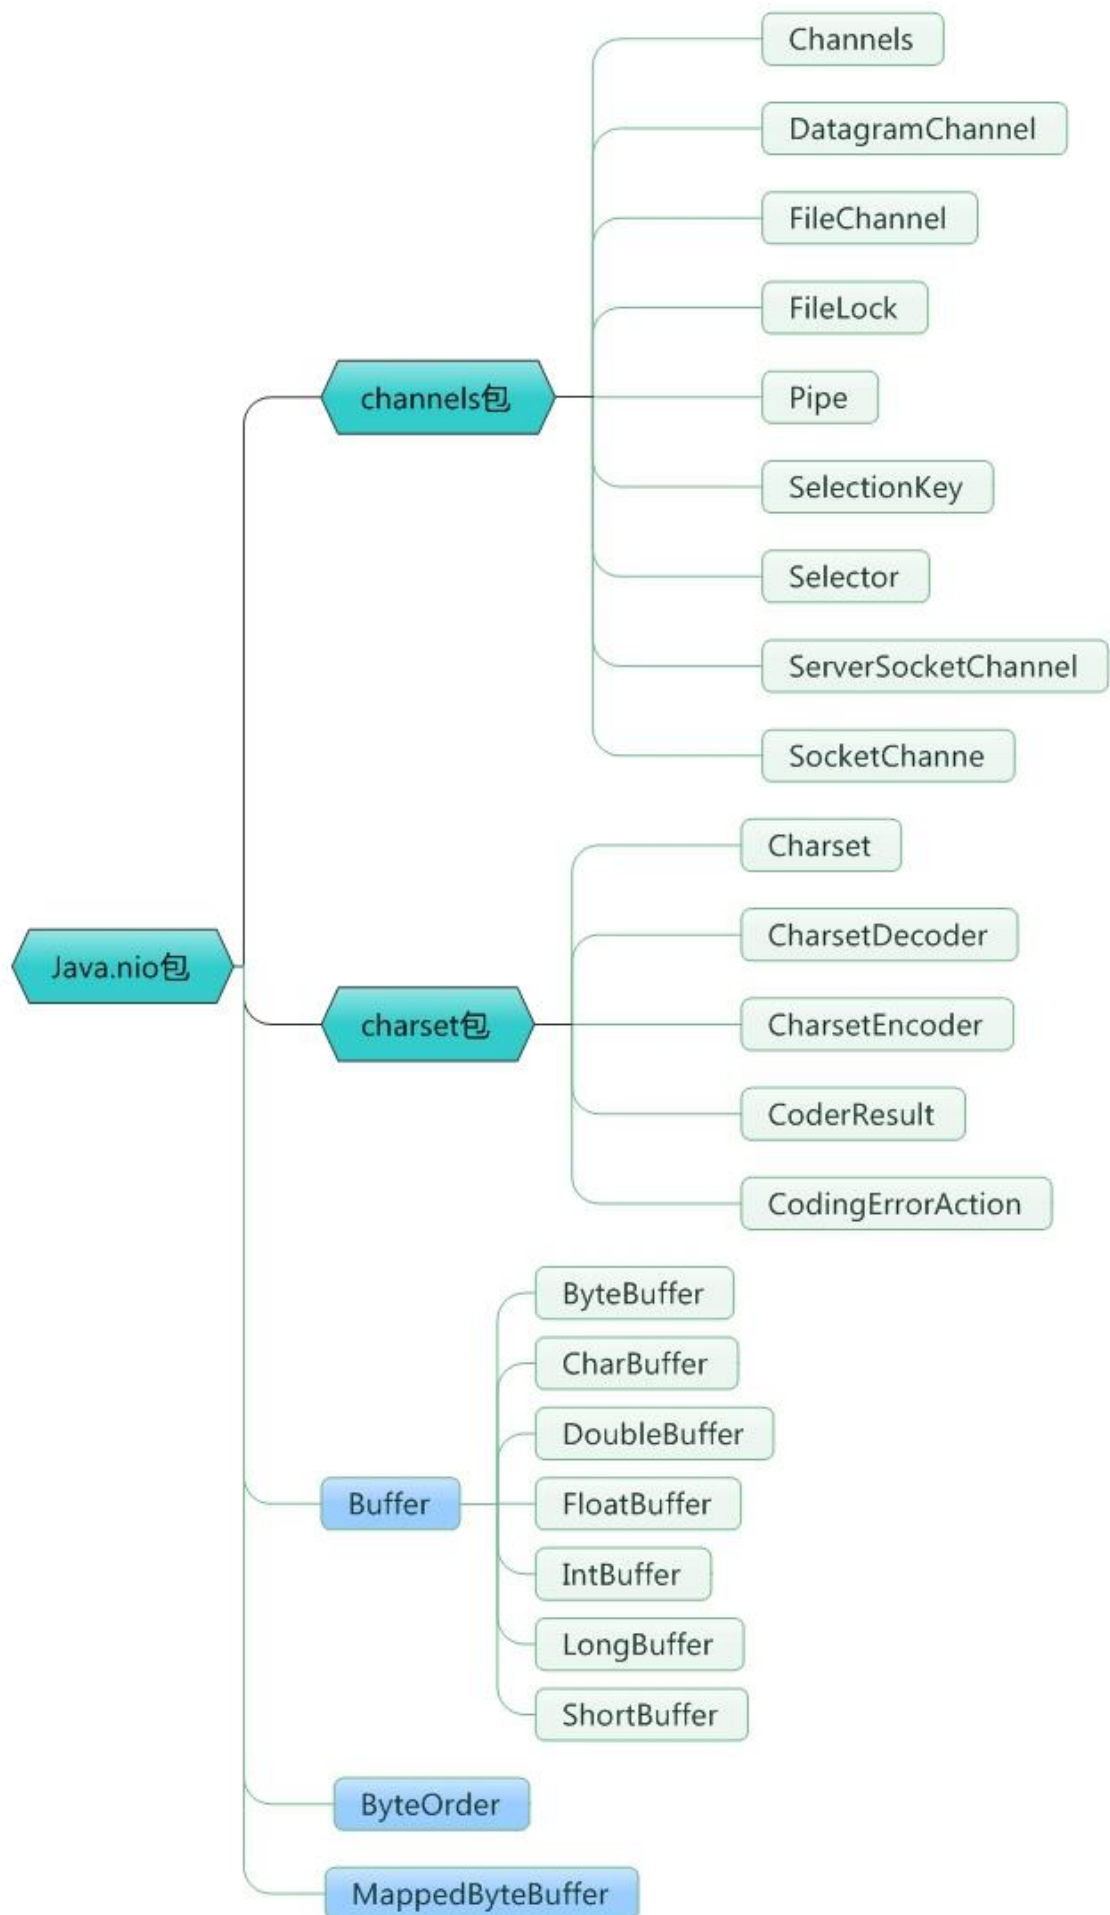 Channels
DatagramChannel
FileChannel
FileLock
channels包
Pipe
SelectionKey
Selector
ServerSocketChannel
SocketChanne
Charset
CharsetDecoder
Java.nio包
charset包
CharsetEncoder
CoderResult
CodingErrorAction
ByteBuffer
CharBuffer
DoubleBuffer
Buffer
FloatBuffer
IntBuffer
LongBuffer
ShortBuffer
ByteOrder
MappedByteBuffer